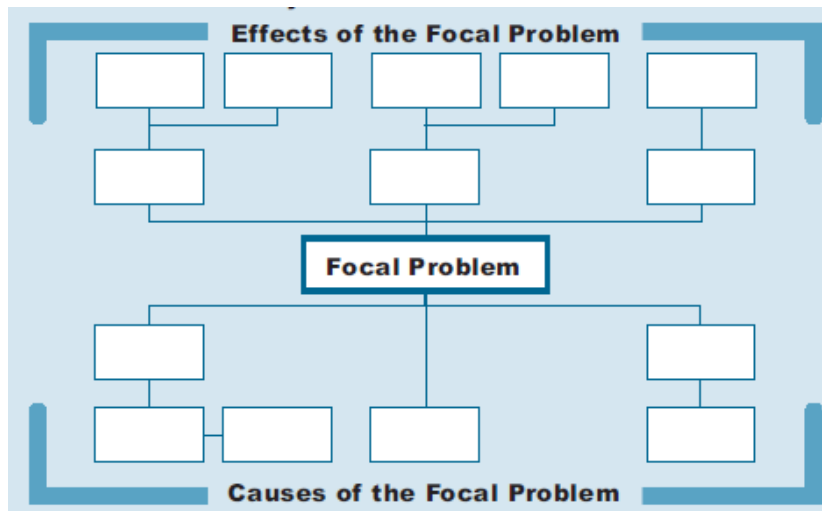 Effects of the Focal Problem
Focal Problem
Causes of the Focal Problem